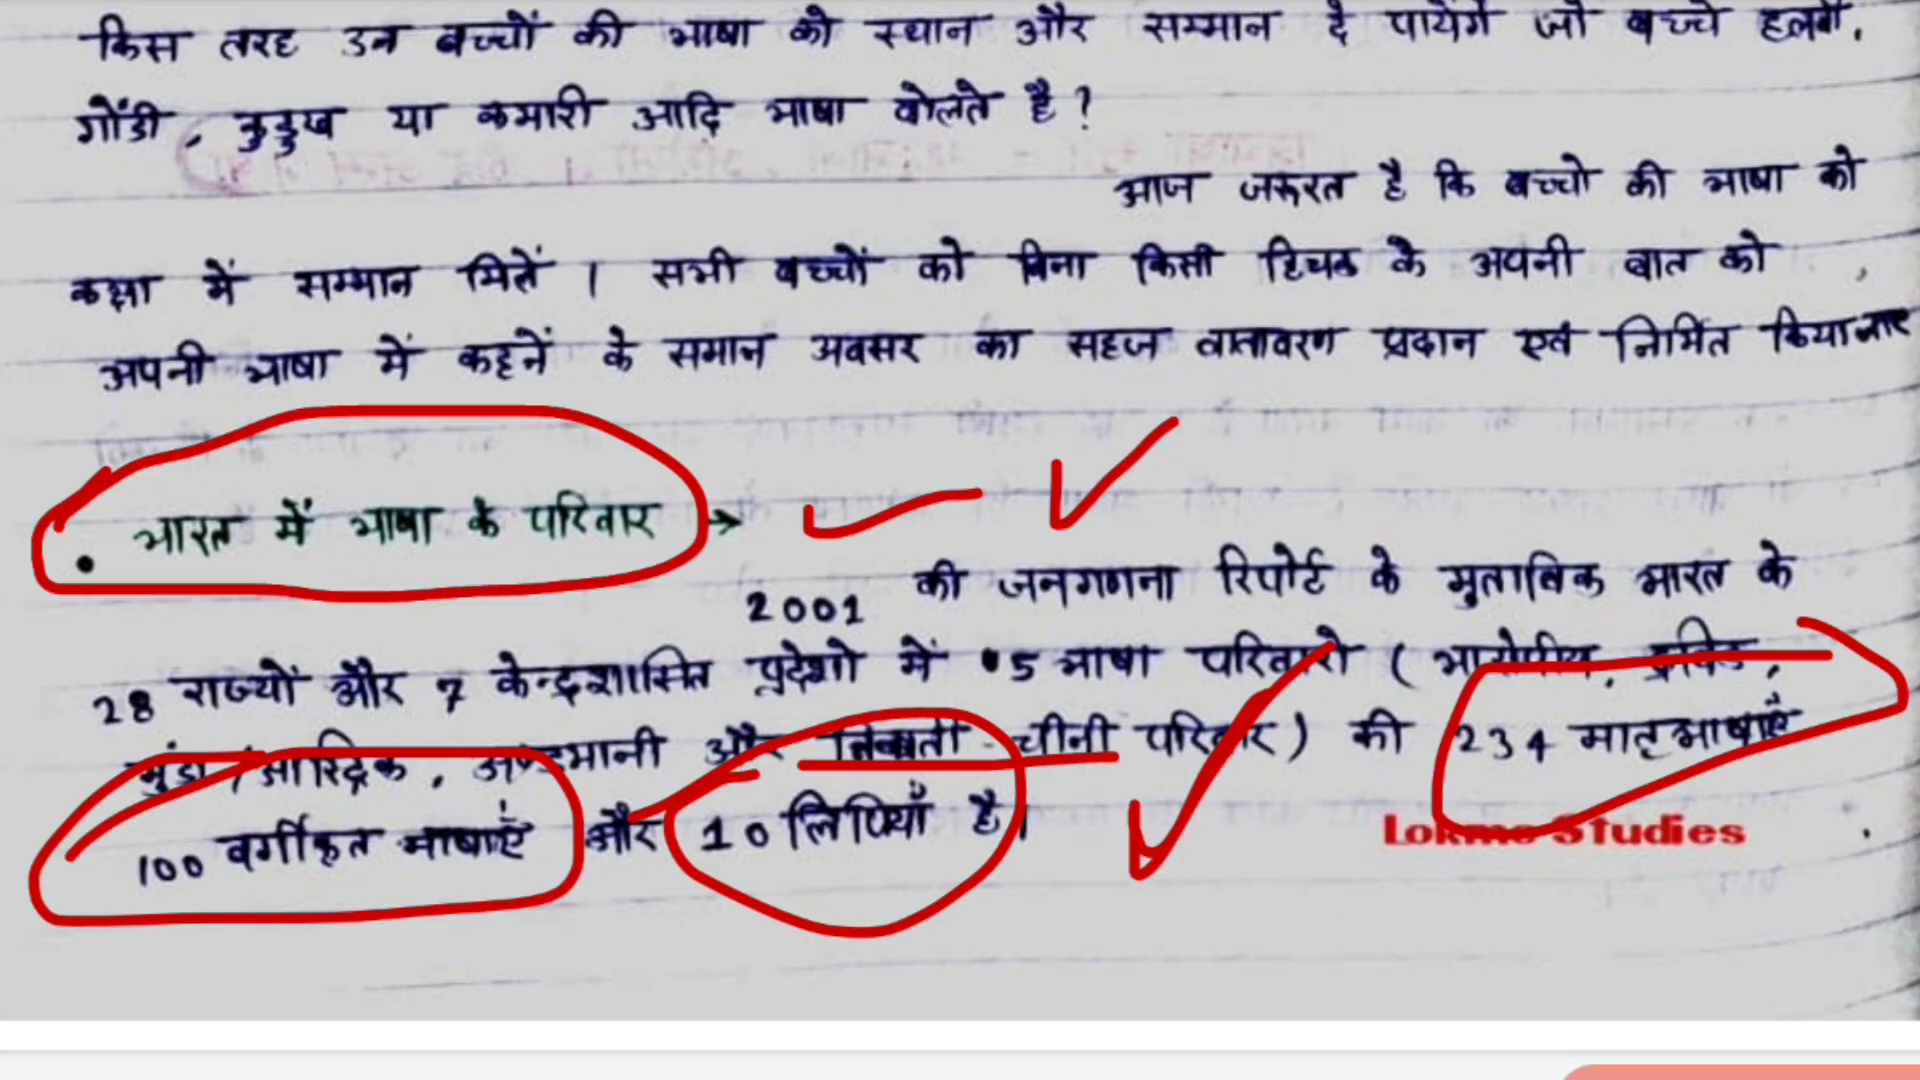 किस तरह उन बच्चों की भाषा को स्थान और सम्मान दे पायेंगे जो बच्चे हल्बी,
गोंडी, कुडुख या कमारी आदि भाषा बोलते है ?
आज जरूरत है कि बच्चो की भाषा को
कक्षा में सम्मान मिलें । सभी बच्चों को बिना किसी हिचक के अपनी बात को
अपनी भाषा में कहनें के समान अवसर का सहज वातावरण प्रदान एवं निर्मित किया जाए
• भारत में भाषा के परिवार →
2001 की जनगणना रिपोर्ट के मुताबिक भारत के
28 राज्यों और 7 केन्द्रशासित प्रदेशो में 5 भाषा परिवारो ( भारोपीय, द्रविड,
मुंडा / आस्ट्रिक, अण्डमानी और तिब्बती - चीनी परिवार ) की 234 मातृभाषाएँ
100 वर्गीकृत भाषाएँ और 10 लिपियाँ है।
Lokme Studies